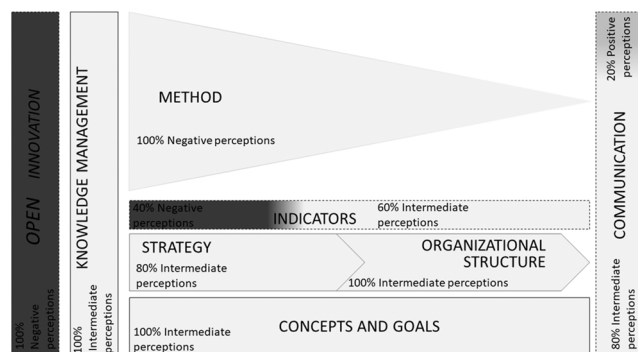 OPEN INNOVATION
100%
Negative
perceptions
KNOWLEDGE MANAGEMENT
100%
Intermediate
perceptions
METHOD
100% Negative perceptions
40% Negative
perceptions
INDICATORS
60% Intermediate
perceptions
STRATEGY
80% Intermediate
perceptions
ORGANIZATIONAL
STRUCTURE
100% Intermediate perceptions
CONCEPTS AND GOALS
100% Intermediate
perceptions
20% Positive
perceptions
COMMUNICATION
80% Intermediate
perceptions